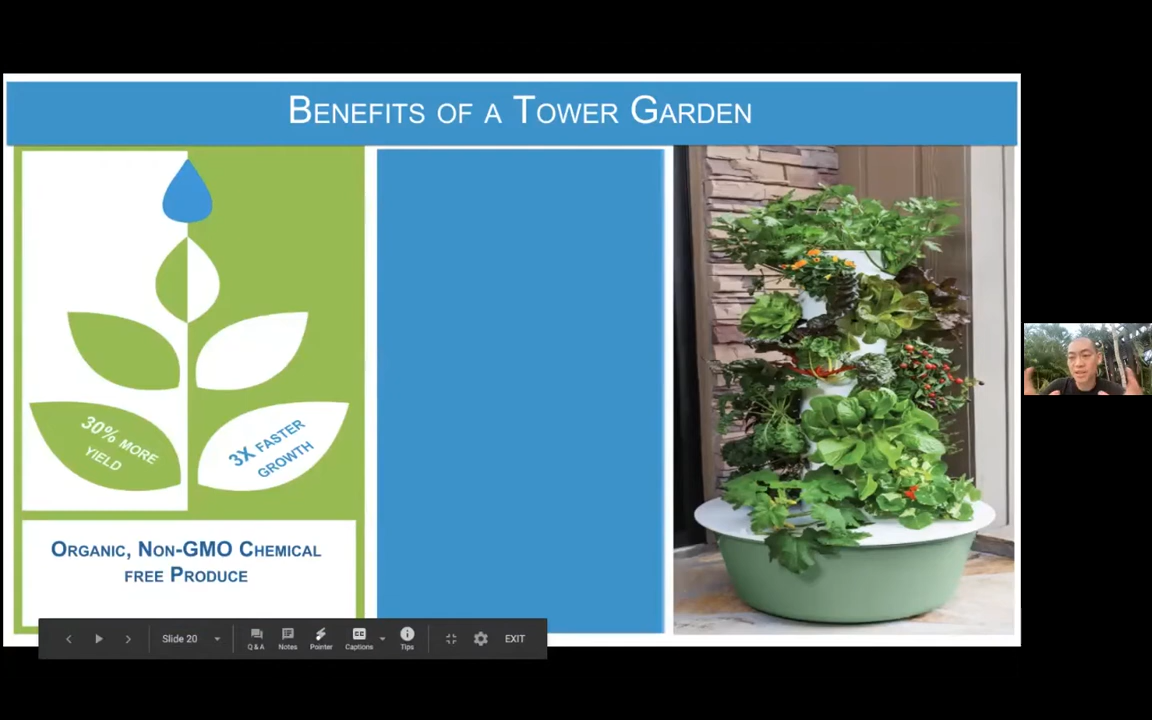 BENEFITS OF A TOWER GARDEN
30% MORE
YIELD
3X FASTER
GROWTH
ORGANIC, NON-GMO CHEMICAL
FREE PRODUCE
Slide 20
Q & A
Notes
Pointer
CC
Captions
Tips
EXIT